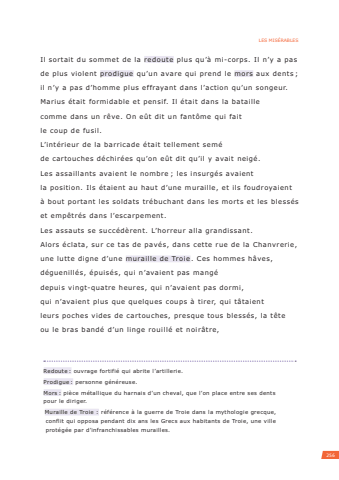 LES MISÉRABLES
Il sortait du sommet de la redoute plus qu’à mi-corps. Il n’y a pas
de plus violent prodigue qu’un avare qui prend le mors aux dents ;
il n’y a pas d’homme plus effrayant dans l’action qu’un songeur.
Marius était formidable et pensif. Il était dans la bataille
comme dans un rêve. On eût dit un fantôme qui fait
le coup de fusil.
L’intérieur de la barricade était tellement semé
de cartouches déchirées qu’on eût dit qu’il y avait neigé.
Les assaillants avaient le nombre ; les insurgés avaient
la position. Ils étaient au haut d’une muraille, et ils foudroyaient
à bout portant les soldats trébuchant dans les morts et les blessés
et empêtrés dans l’escarpement.
Les assauts se succédèrent. L’horreur alla grandissant.
Alors éclata, sur ce tas de pavés, dans cette rue de la Chanvrerie,
une lutte digne d’une muraille de Troie. Ces hommes hâves,
déguenillés, épuisés, qui n’avaient pas mangé
depuis vingt-quatre heures, qui n’avaient pas dormi,
qui n’avaient plus que quelques coups à tirer, qui tâtaient
leurs poches vides de cartouches, presque tous blessés, la tête
ou le bras bandé d’un linge rouillé et noirâtre,
Redoute : ouvrage fortifié qui abrite l’artillerie.
Prodigue : personne généreuse.
Mors : pièce métallique du harnais d’un cheval, que l’on place entre ses dents
pour le diriger.
Muraille de Troie : référence à la guerre de Troie dans la mythologie grecque,
conflit qui opposa pendant dix ans les Grecs aux habitants de Troie, une ville
protégée par d’infranchissables murailles.